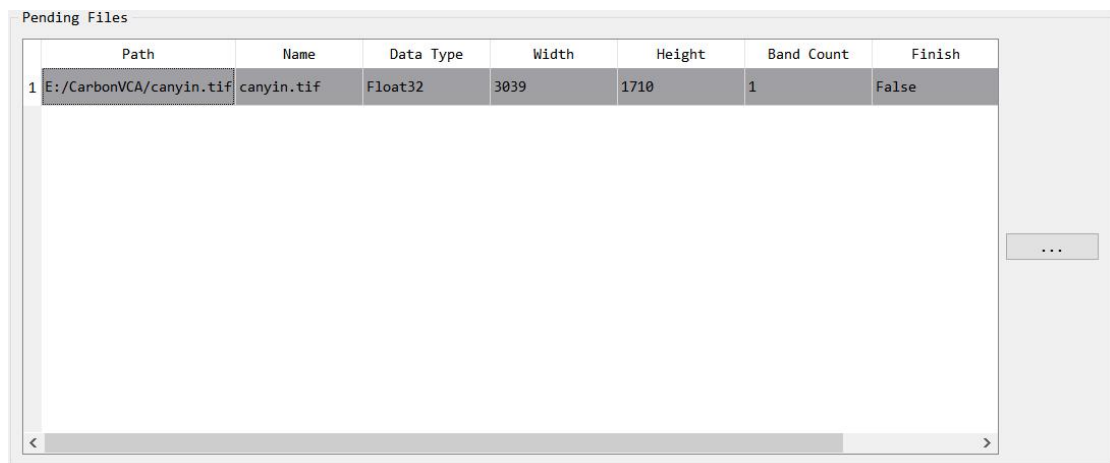 Pending Files
Path Name Data Type Width Height Band Count Finish
1 E:/CarbonVCA/canyin.tif canyin.tif Float32 3039 1710 1 False
...